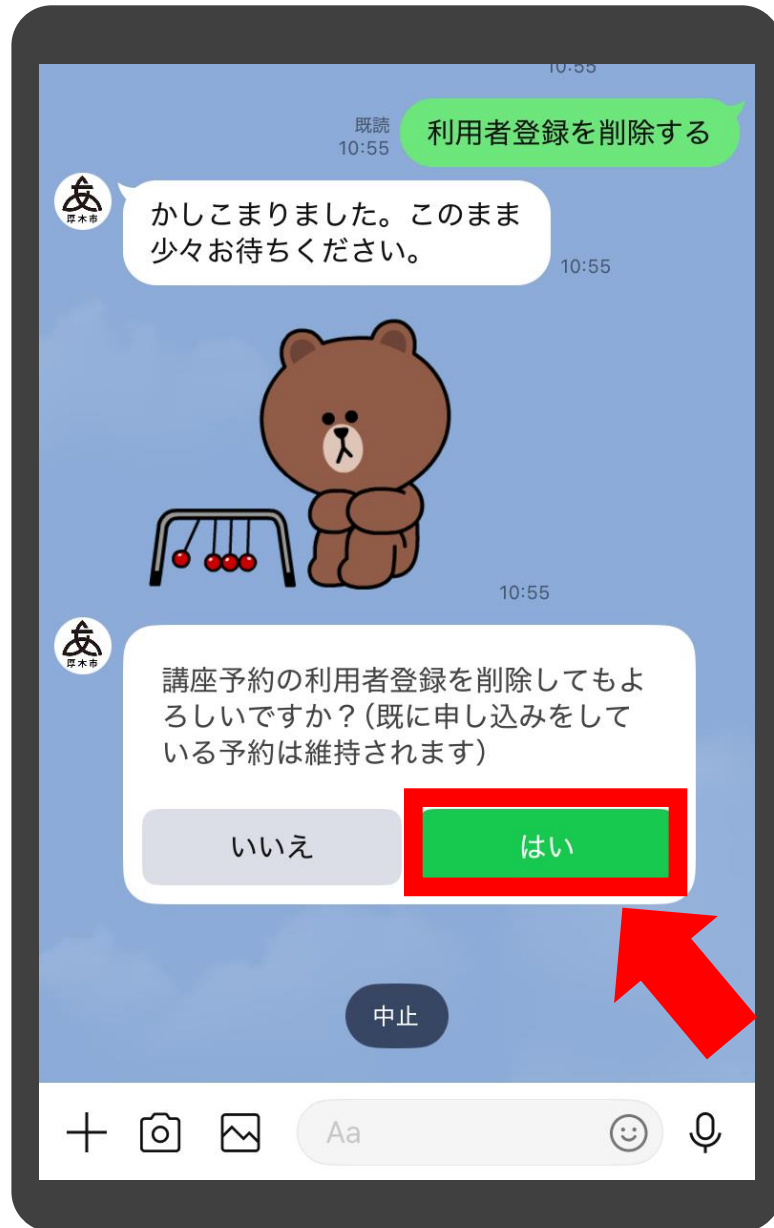 10:55
利用者登録を削除する
既読
10:55
厚木市
かしこまりました。このまま
少々お待ちください。
10:55
10:55
厚木市
講座予約の利用者登録を削除してもよ
ろしいですか？(既に申し込みをして
いる予約は維持されます)
いいえ
はい
中止
Aa